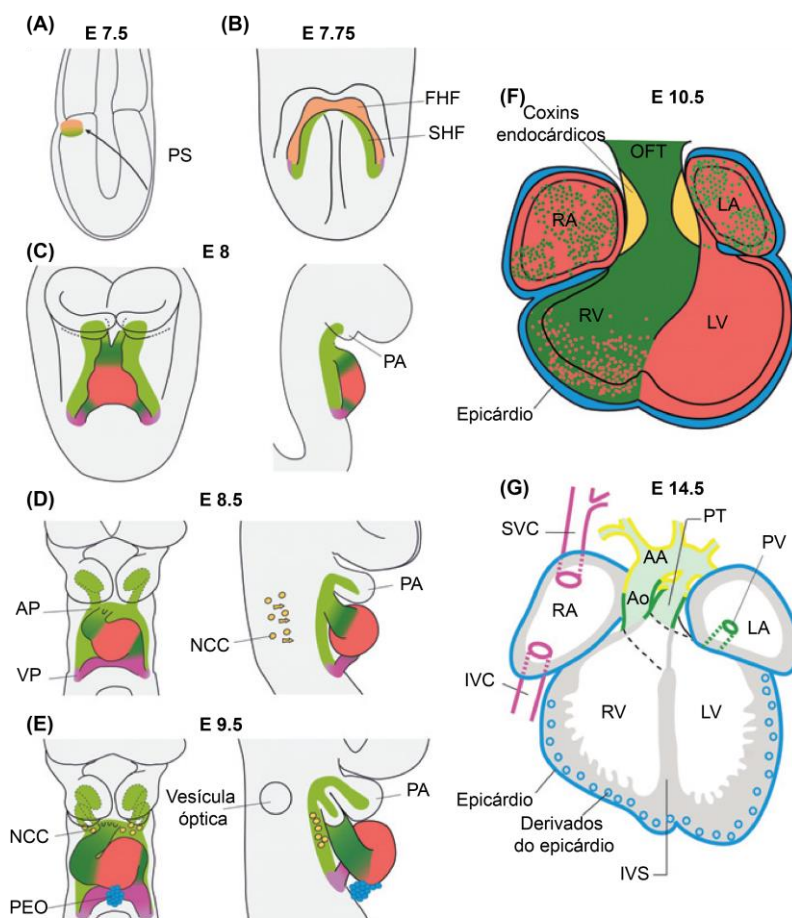 (A)
E 7.5
PS
(B)
E 7.75
FHF
SHF
(C)
E 8
PA
(D)
E 8.5
AP
VP
NCC
PA
(E)
E 9.5
NCC
PEO
Vesícula
óptica
PA
(F)
E 10.5
Coxins
endocárdicos
OFT
RA
LA
RV
LV
Epicárdio
(G)
E 14.5
SVC
PT
AA
PV
Ao
RA
LA
IVC
RV
LV
Epicárdio
Derivados
do epicárdio
IVS